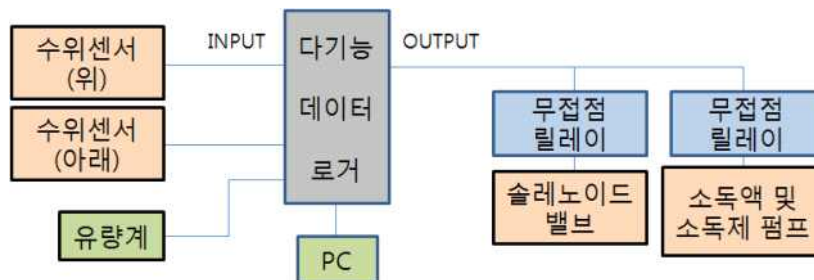 수위센서
(위)
INPUT
다기능
데이터
로거
OUTPUT
수위센서
(아래)
유량계
PC
무접점
릴레이
무접점
릴레이
솔레노이드
밸브
소독액 및
소독제 펌프